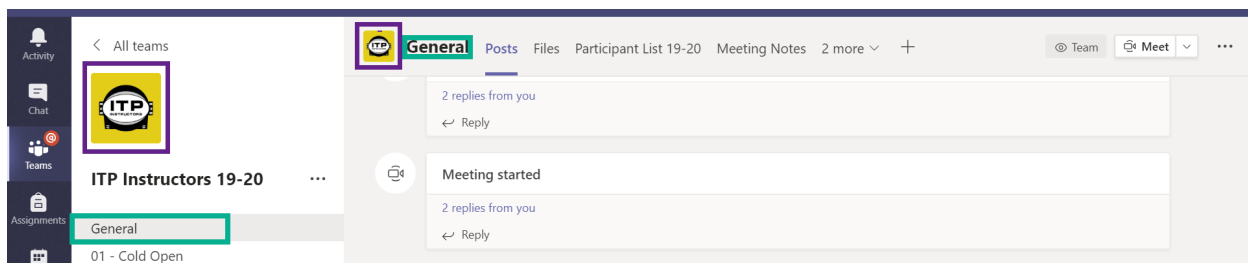 Activity
Chat
@
Teams
Assignments
< All teams
ITP
INSTRUCTORS
ITP Instructors 19-20 ...
General
01 - Cold Open
ITP
General Posts Files Participant List 19-20 Meeting Notes 2 more + Team Meet ...
2 replies from you
Reply
Meeting started
2 replies from you
Reply